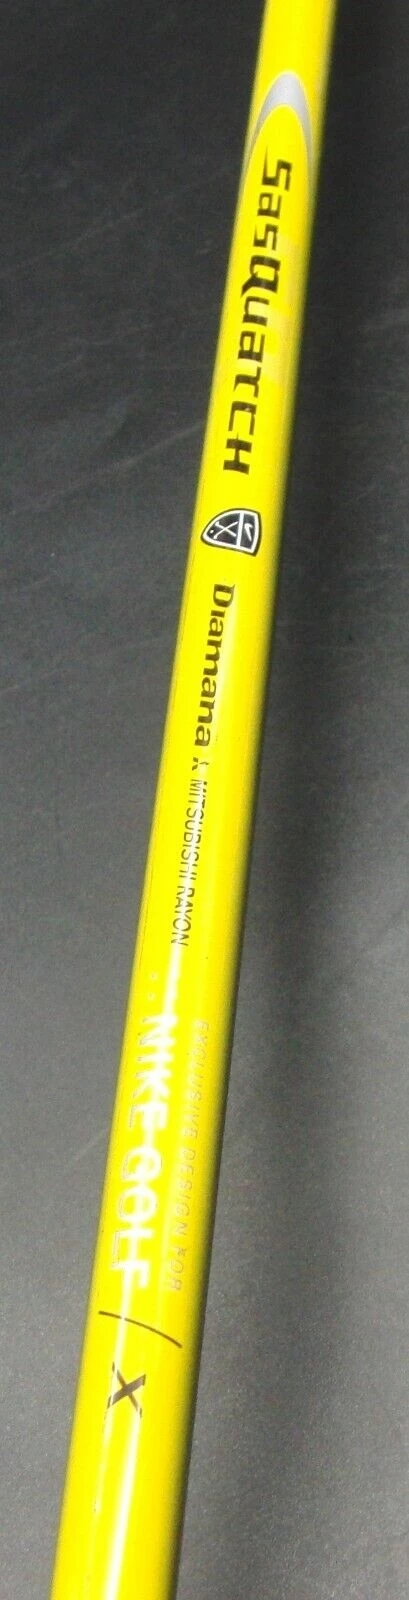 SasQuatch
Diamana
MITSUBISHI RAYON
EXCLUSIVE DESIGN FOR
NIKE GOLF
/ X